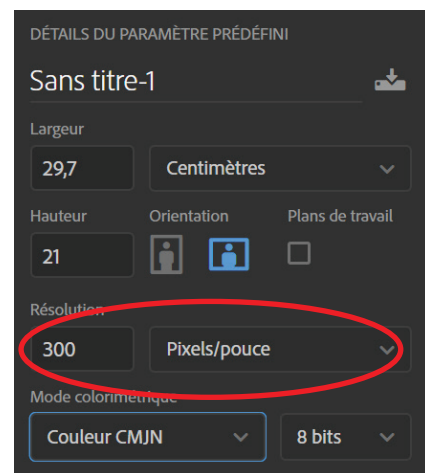 DÉTAILS DU PARAMÈTRE PRÉDÉFINI
Sans titre-1
Largeur
29,7 Centimètres
Hauteur Orientation Plans de travail
21
Résolution
300 Pixels/pouce
Mode colorimétrique
Couleur CMJN 8 bits